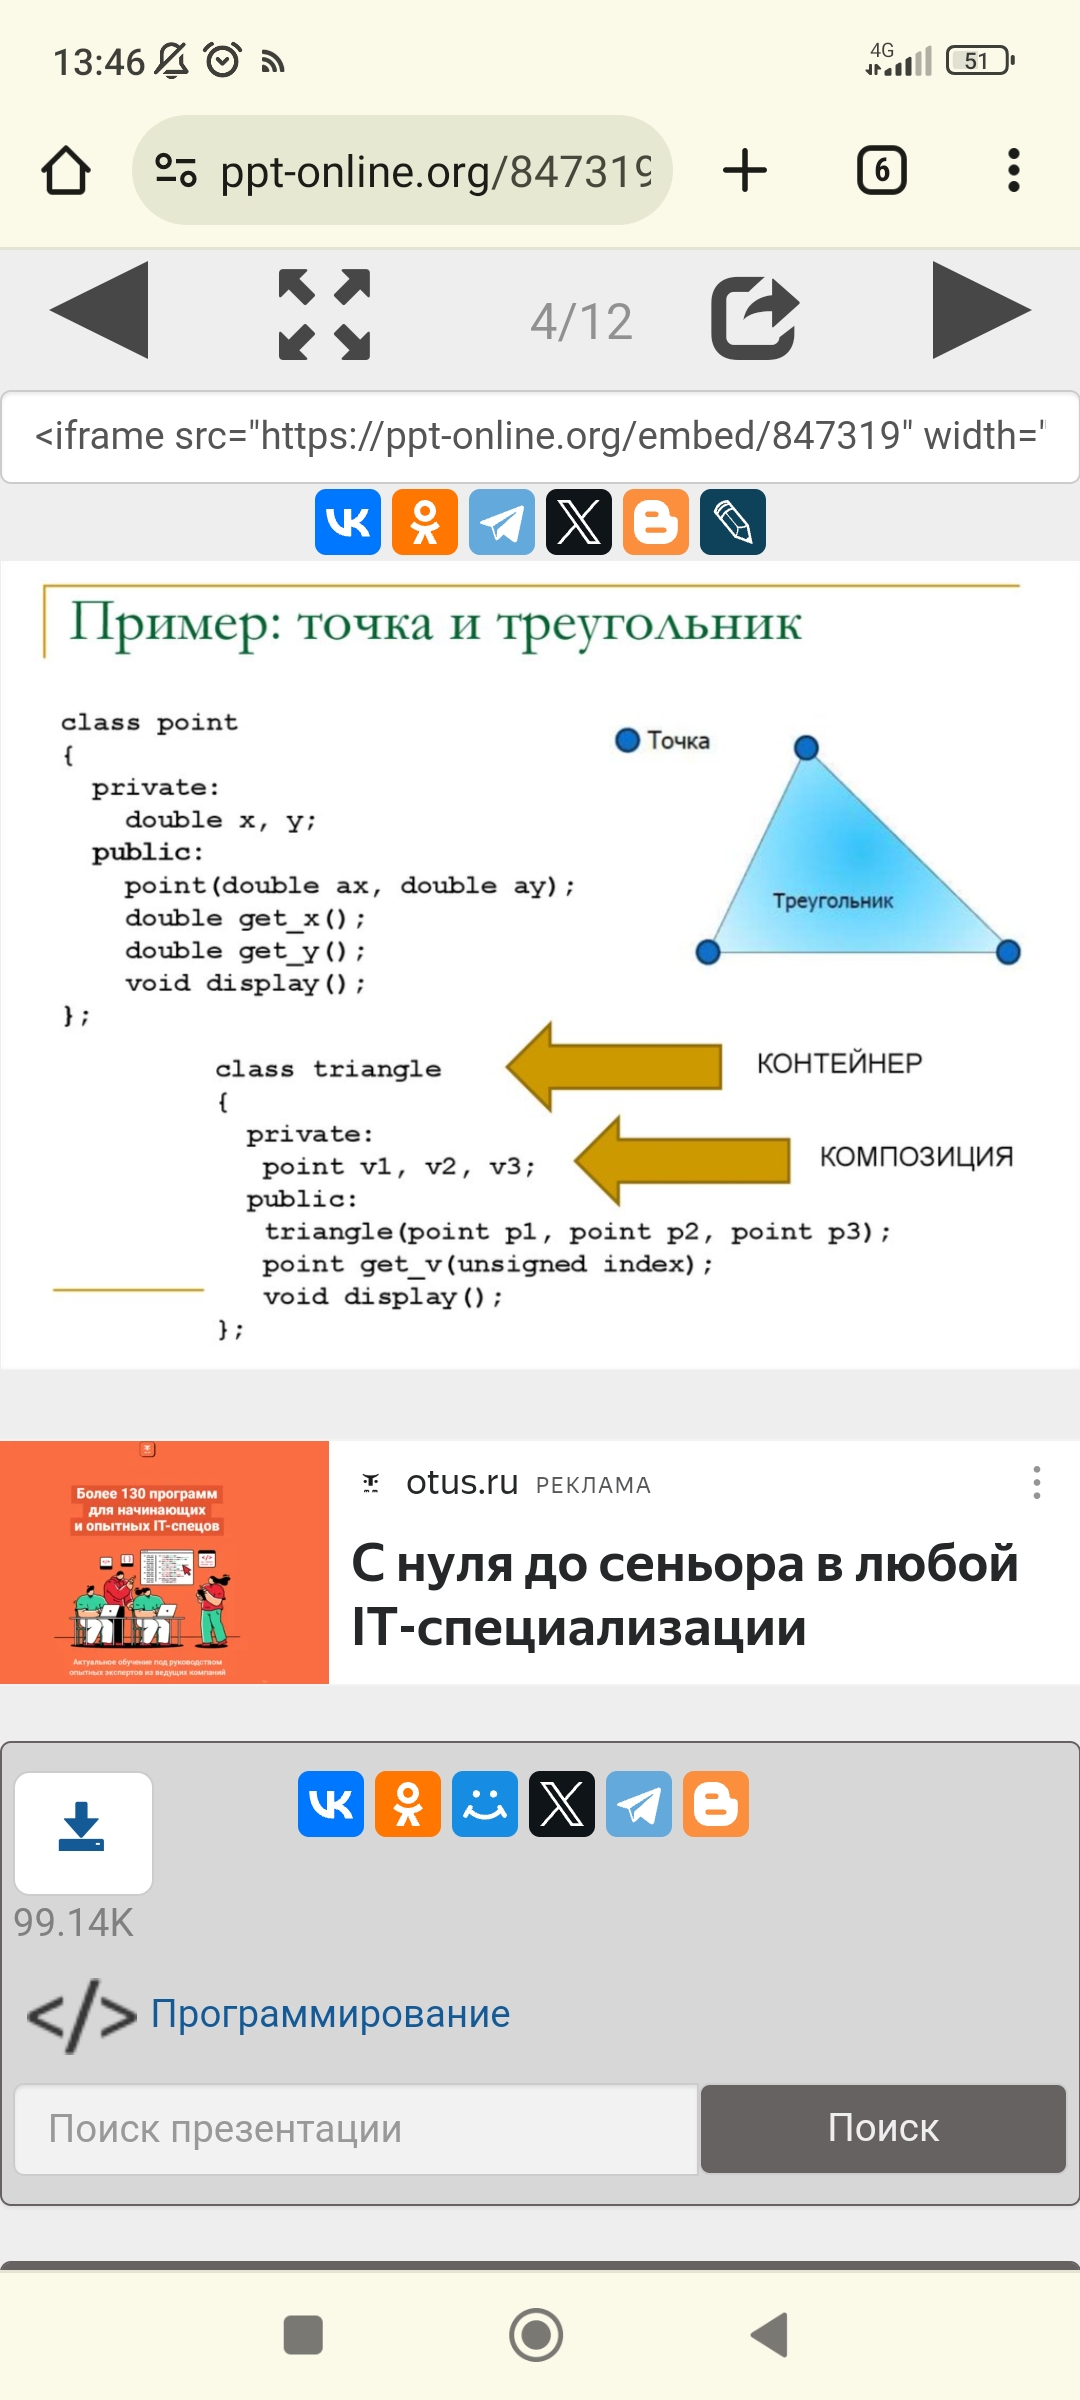 13:46
4G
51
ppt-online.org/847319
6
4/12
<iframe src="https://ppt-online.org/embed/847319" width="
Пример: точка и треугольник
class point
{
private:
double x, y;
public:
point(double ax, double ay);
double get_x();
double get_y();
void display();
};
Точка
Треугольник
class triangle
КОНТЕЙНЕР
{
private:
point v1, v2, v3;
КОМПОЗИЦИЯ
public:
triangle(point p1, point p2, point p3);
point get_v(unsigned index);
void display();
};
Более 130 программ
для начинающих
и опытных IT-спецов
Актуальное обучение под руководством
опытных экспертов из ведущих компаний
otus.ru РЕКЛАМА
С нуля до сеньора в любой
IT-специализации
99.14K
</> Программирование
Поиск презентации
Поиск